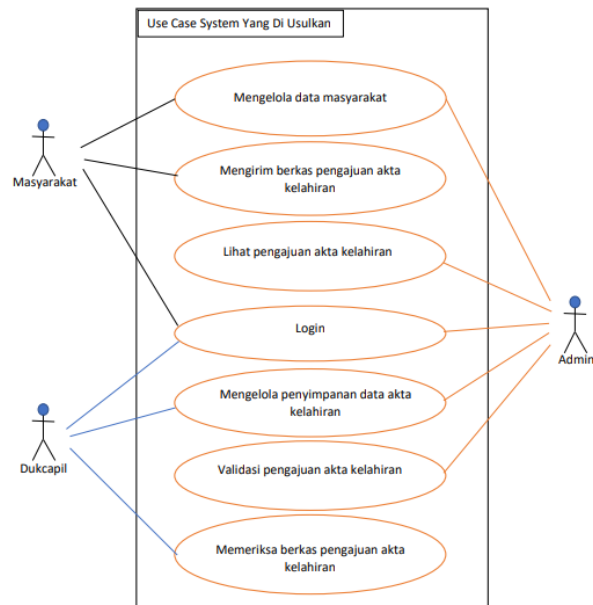 Use Case System Yang Di Usulkan
Mengelola data masyarakat
Masyarakat
Mengirim berkas pengajuan akta
kelahiran
Lihat pengajuan akta kelahiran
Login
Admin
Mengelola penyimpanan data akta
kelahiran
Dukcapil
Validasi pengajuan akta kelahiran
Memeriksa berkas pengajuan akta
kelahiran